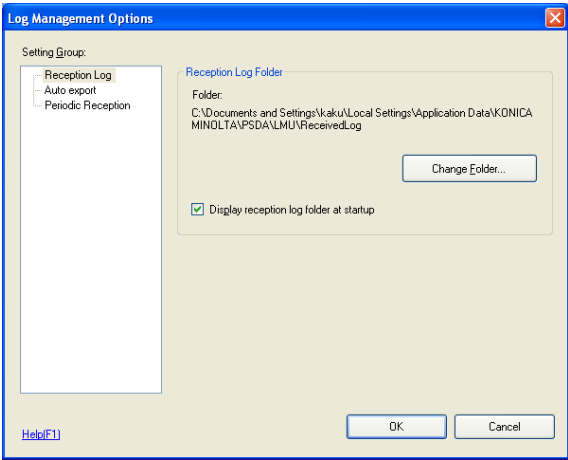 Log Management Options
Setting Group:
Reception Log
Auto export
Periodic Reception
Reception Log Folder
Folder:
C:\Documents and Settings\kaku\Local Settings\Application Data\KONICA
MINOLTA\PSDA\LMU\ReceivedLog
Change Folder...
Display reception log folder at startup
Help(F1)
OK
Cancel